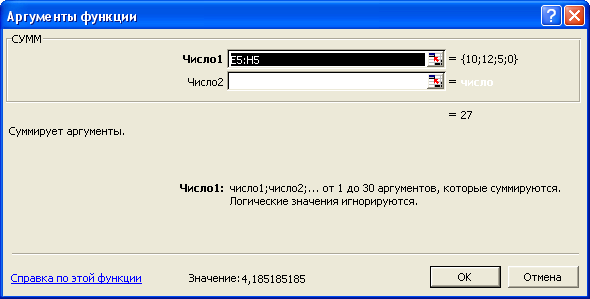 Аргументы функции
СУММ
Число1 E5:H5 = {10;12;5;0}
Число2 = число
= 27
Суммирует аргументы.
Число1: число1;число2;... от 1 до 30 аргументов, которые суммируются.
Логические значения игнорируются.
Справка по этой функции Значение:4,185185185 ОК Отмена